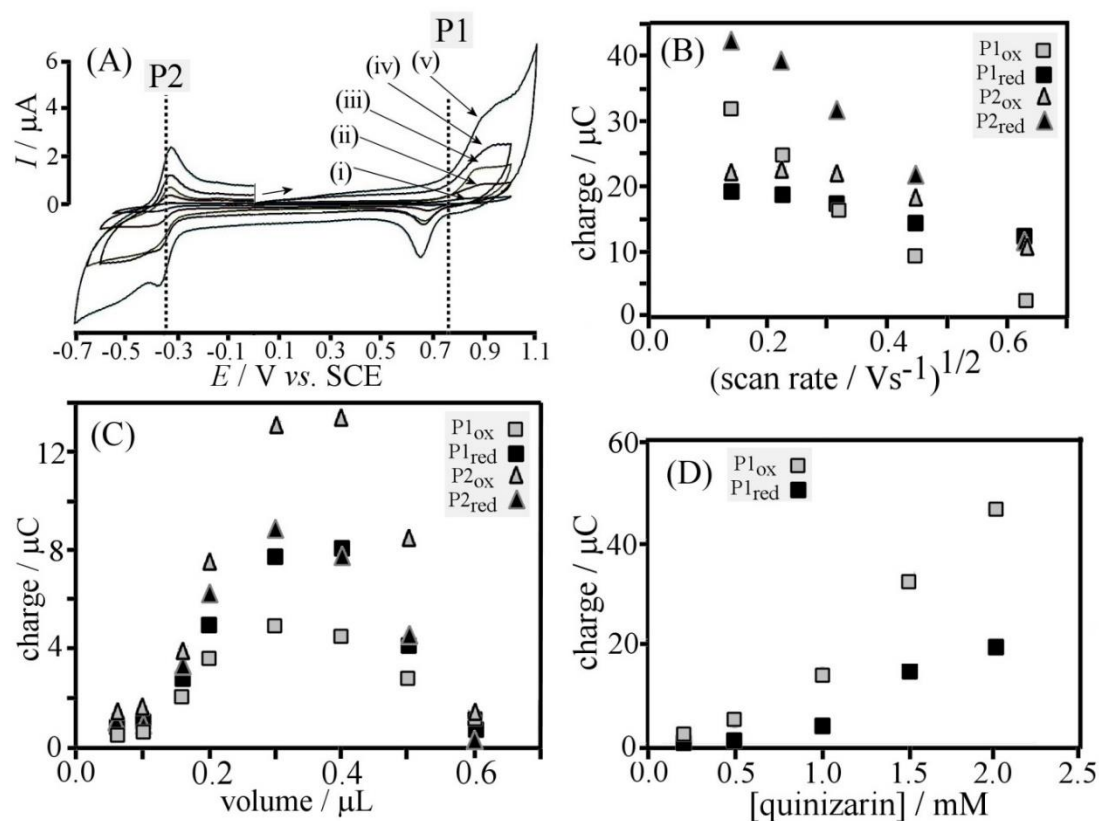 (A)
P2
P1
(v)
(iv)
(iii)
(ii)
(i)
I / μA
6
4
2
0
-0.7 -0.5 -0.3 -0.1 0.1 0.3 0.5 0.7 0.9 1.1
E / V vs. SCE
(B)
P1ox
P1red
P2ox
P2red
charge / μC
40
30
20
10
0
0.0 0.2 0.4 0.6
(scan rate / Vs-1)1/2
(C)
P1ox
P1red
P2ox
P2red
charge / μC
12
8
4
0
0.0 0.2 0.4 0.6
volume / μL
(D)
P1ox
P1red
charge / μC
60
40
20
0
0.0 0.5 1.0 1.5 2.0 2.5
[quinizarin] / mM